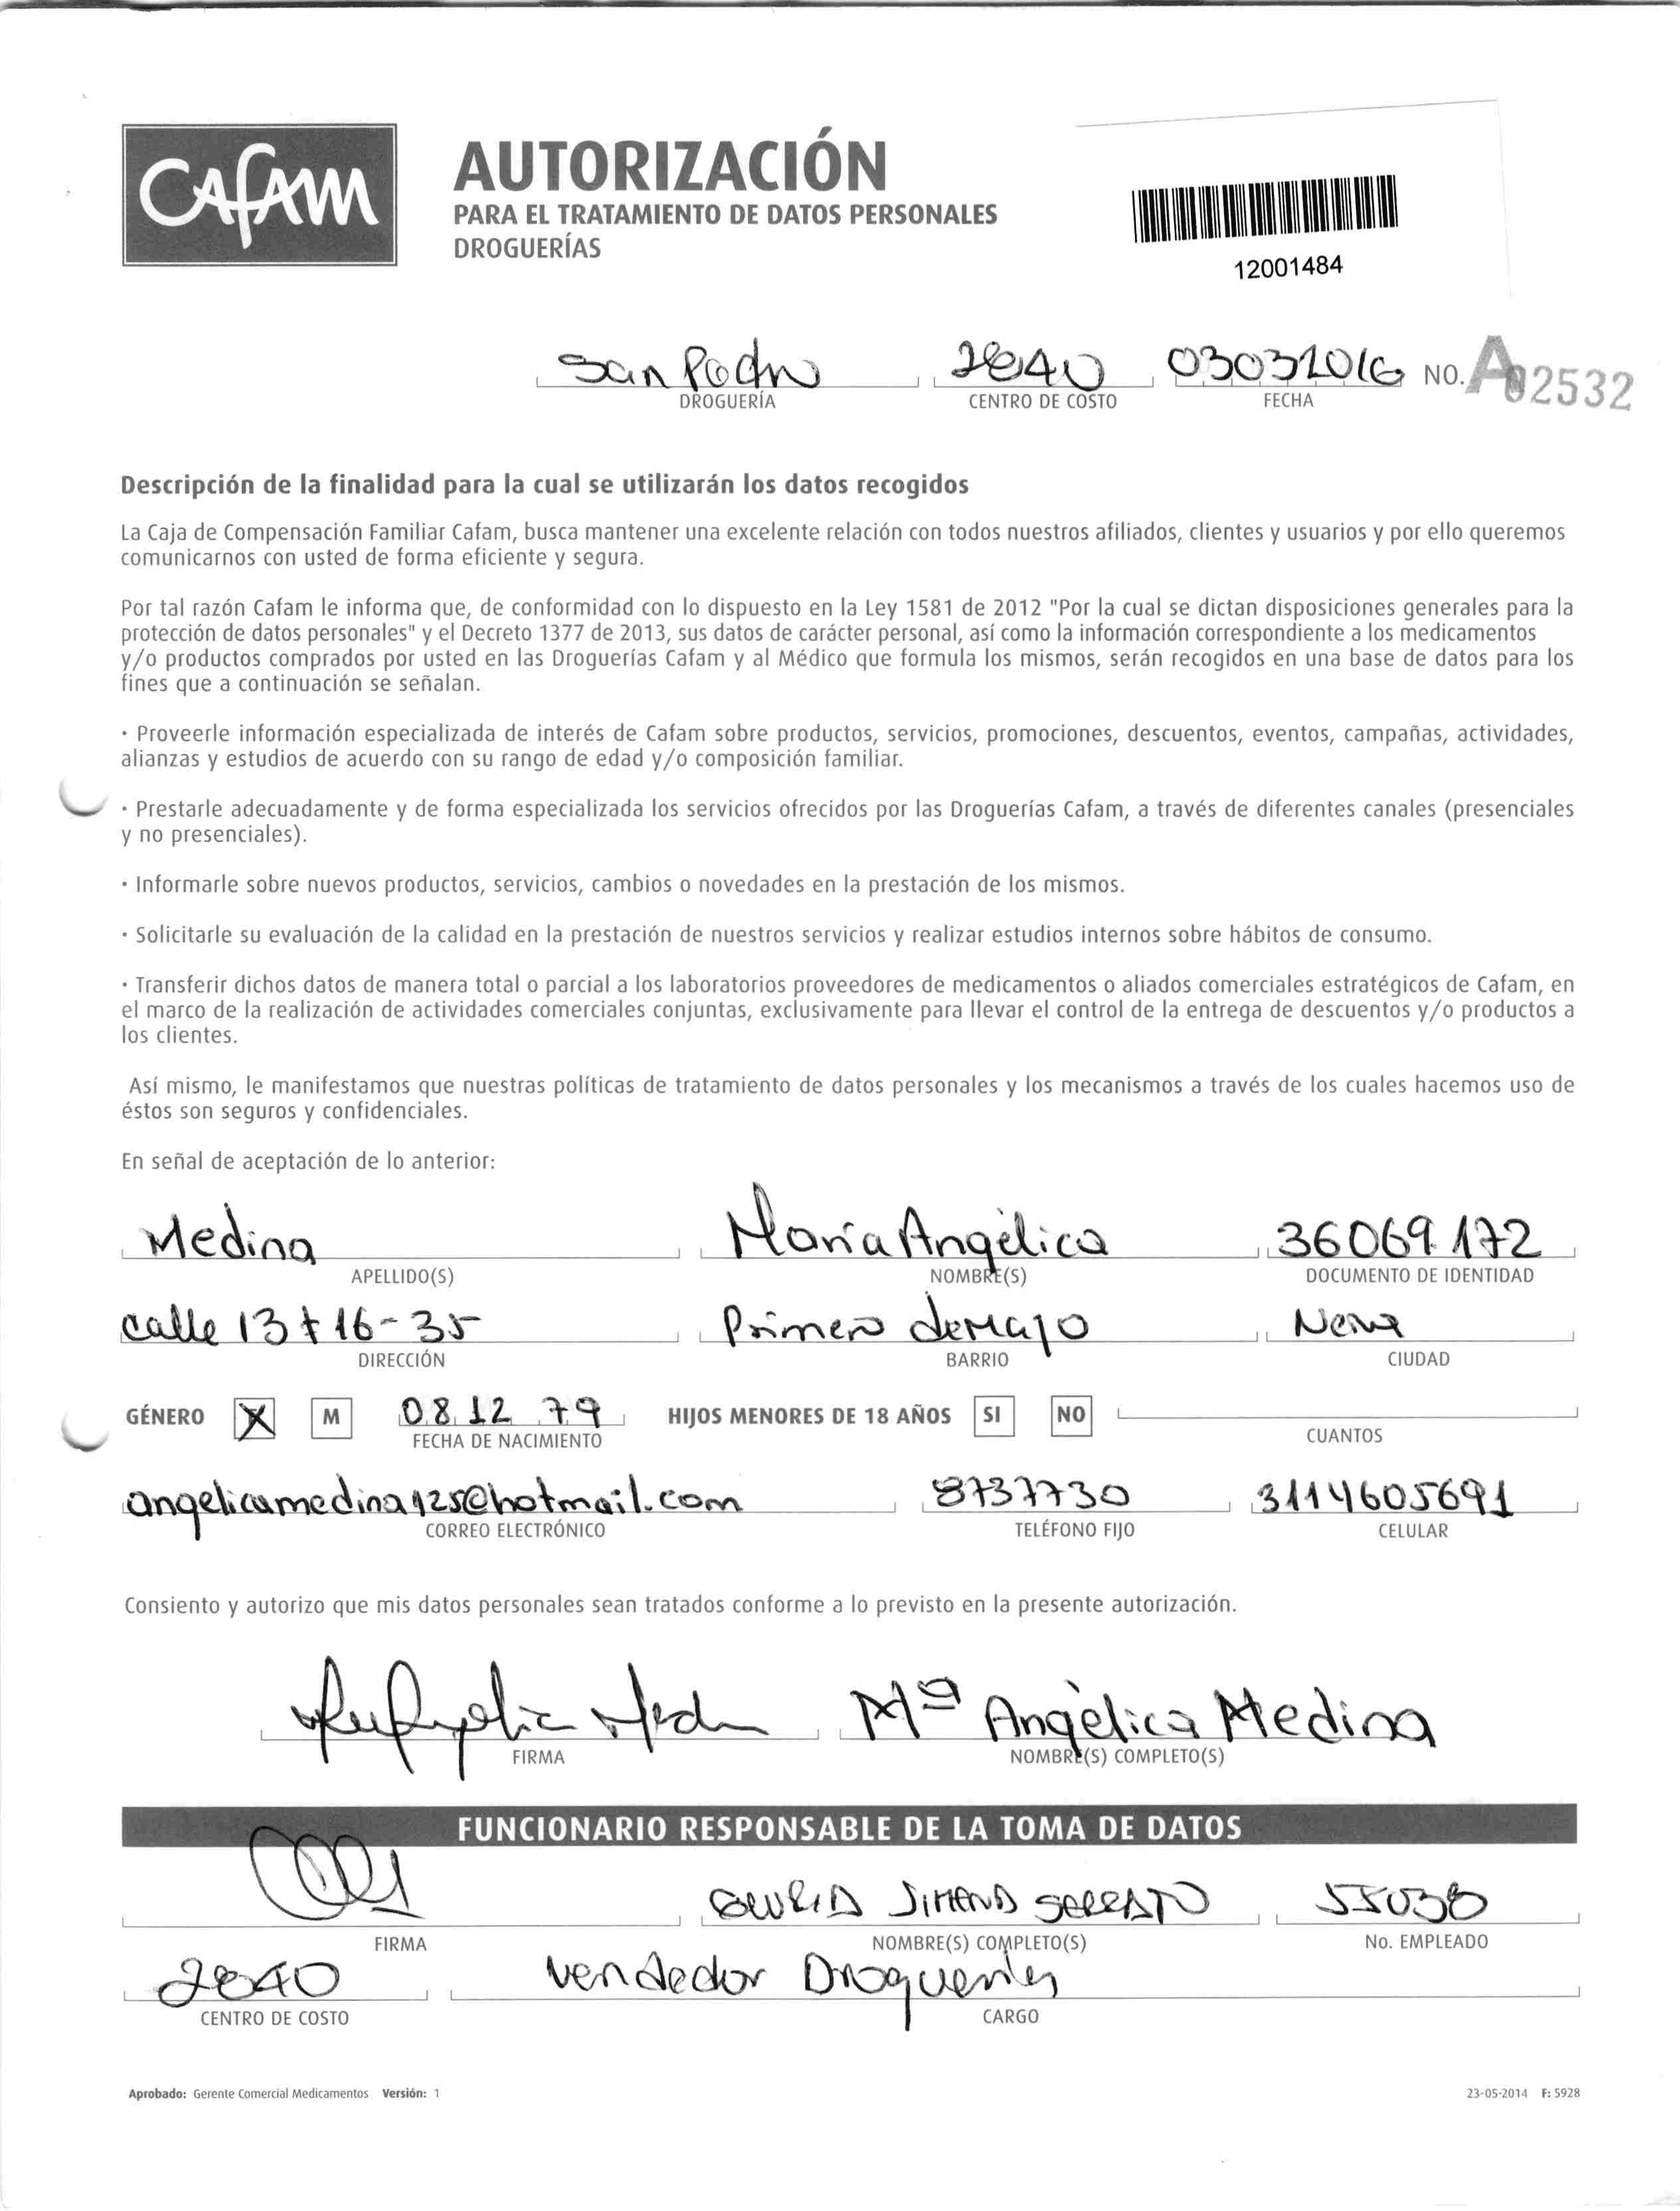 CAFAM
AUTORIZACIÓN
PARA EL TRATAMIENTO DE DATOS PERSONALES
DROGUERÍAS
12001484
San Pedro 2840 03032016 NO. A02532
DROGUERÍA CENTRO DE COSTO FECHA
Descripción de la finalidad para la cual se utilizarán los datos recogidos
La Caja de Compensación Familiar Cafam, busca mantener una excelente relación con todos nuestros afiliados, clientes y usuarios y por ello queremos
comunicarnos con usted de forma eficiente y segura.
Por tal razón Cafam le informa que, de conformidad con lo dispuesto en la Ley 1581 de 2012 "Por la cual se dictan disposiciones generales para la
protección de datos personales" y el Decreto 1377 de 2013, sus datos de carácter personal, así como la información correspondiente a los medicamentos
y/o productos comprados por usted en las Droguerías Cafam y al Médico que formula los mismos, serán recogidos en una base de datos para los
fines que a continuación se señalan.
· Proveerle información especializada de interés de Cafam sobre productos, servicios, promociones, descuentos, eventos, campañas, actividades,
alianzas y estudios de acuerdo con su rango de edad y/o composición familiar.
· Prestarle adecuadamente y de forma especializada los servicios ofrecidos por las Droguerías Cafam, a través de diferentes canales (presenciales
y no presenciales).
· Informarle sobre nuevos productos, servicios, cambios o novedades en la prestación de los mismos.
· Solicitarle su evaluación de la calidad en la prestación de nuestros servicios y realizar estudios internos sobre hábitos de consumo.
· Transferir dichos datos de manera total o parcial a los laboratorios proveedores de medicamentos o aliados comerciales estratégicos de Cafam, en
el marco de la realización de actividades comerciales conjuntas, exclusivamente para llevar el control de la entrega de descuentos y/o productos a
los clientes.
Así mismo, le manifestamos que nuestras políticas de tratamiento de datos personales y los mecanismos a través de los cuales hacemos uso de
éstos son seguros y confidenciales.
En señal de aceptación de lo anterior:
Medina María Angélica 36069172
APELLIDO(S) NOMBRE(S) DOCUMENTO DE IDENTIDAD
calle 13 # 16-35 Primero de Mayo Neiva
DIRECCIÓN BARRIO CIUDAD
GÉNERO X M 08 12 79 HIJOS MENORES DE 18 AÑOS SI NO
FECHA DE NACIMIENTO CUANTOS
angelicamedina125@hotmail.com 8737730 3114605691
CORREO ELECTRÓNICO TELÉFONO FIJO CELULAR
Consiento y autorizo que mis datos personales sean tratados conforme a lo previsto en la presente autorización.
Mª Angélica Medina
FIRMA NOMBRE(S) COMPLETO(S)
FUNCIONARIO RESPONSABLE DE LA TOMA DE DATOS
Jimena 55038
FIRMA NOMBRE(S) COMPLETO(S) No. EMPLEADO
2840 Vendedor Droguerías
CENTRO DE COSTO CARGO
Aprobado: Gerente Comercial Medicamentos Versión: 1 23-05-2014 F: 5928